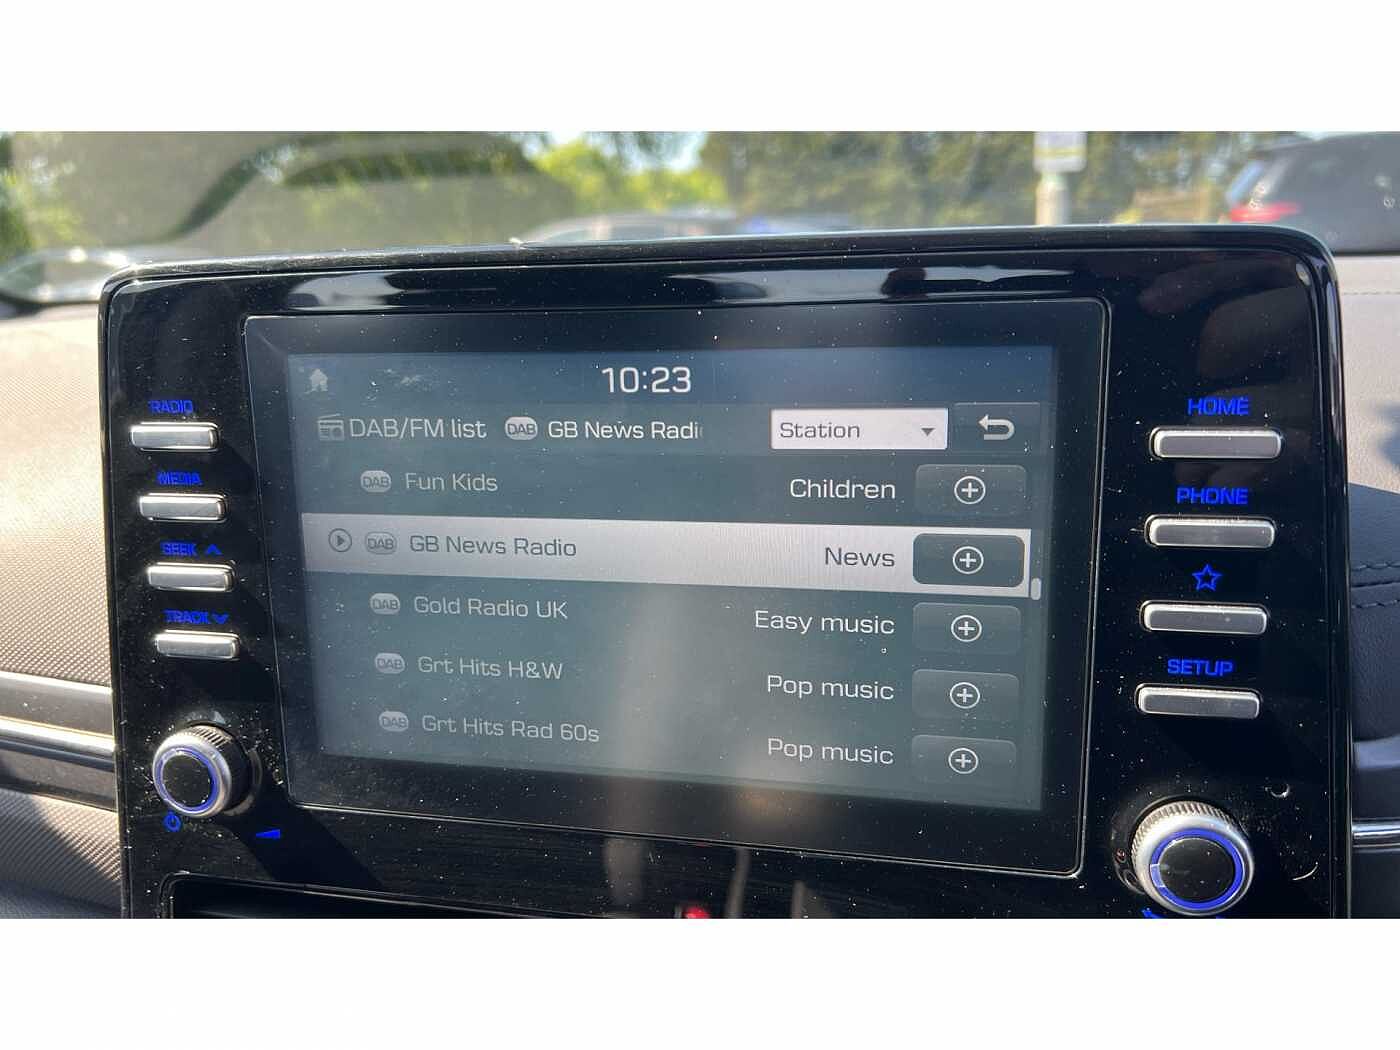 10:23
DAB/FM list DAB GB News Radi Station
DAB Fun Kids Children
DAB GB News Radio News
DAB Gold Radio UK Easy music
DAB Grt Hits H&W Pop music
DAB Grt Hits Rad 60s Pop music
RADIO
MEDIA
SEEK
TRACK
HOME
PHONE
SETUP